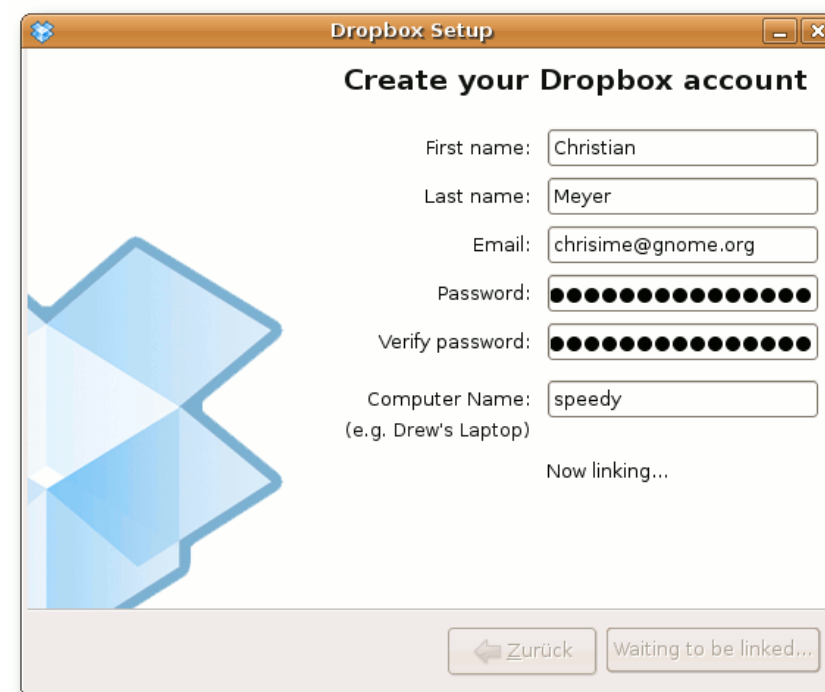 Dropbox Setup
Create your Dropbox account
First name: Christian
Last name: Meyer
Email: chrisime@gnome.org
Password: ●●●●●●●●●●●●●●●
Verify password: ●●●●●●●●●●●●●●●
Computer Name: speedy
(e.g. Drew's Laptop)
Now linking...
Zurück Waiting to be linked...